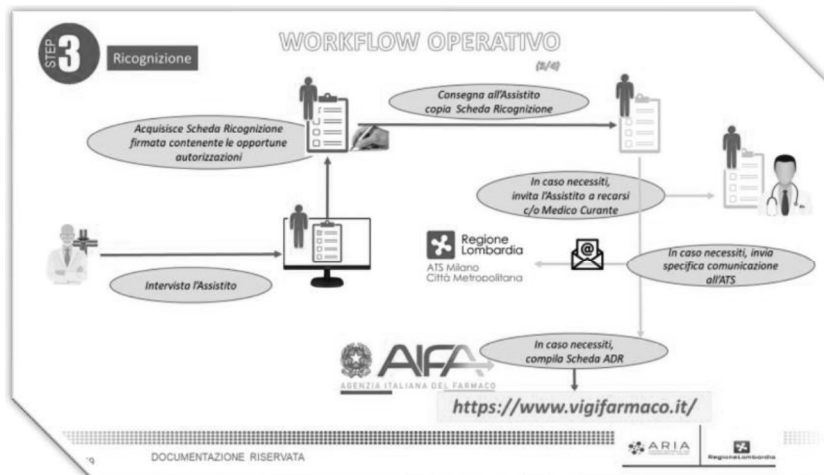 STEP
3
Ricognizione
WORKFLOW OPERATIVO
(2/4)
Consegna all'Assistito
copia Scheda Ricognizione
Acquisisce Scheda Ricognizione
firmata contenente le opportune
autorizzazioni
In caso necessiti,
invita l'Assistito a recarsi
c/o Medico Curante
Regione
Lombardia
ATS Milano
Città Metropolitana
@
In caso necessiti, invia
specifica comunicazione
all'ATS
Intervista l'Assistito
In caso necessiti,
compila Scheda ADR
AIFA
AGENZIA ITALIANA DEL FARMACO
https://www.vigifarmaco.it/
DOCUMENTAZIONE RISERVATA
ARIA
RegioneLombardia